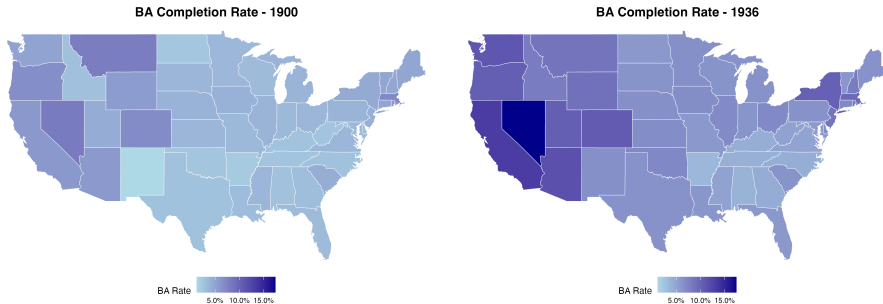 BA Completion Rate - 1900
BA Completion Rate - 1936
BA Rate
5.0% 10.0% 15.0%
BA Rate
5.0% 10.0% 15.0%